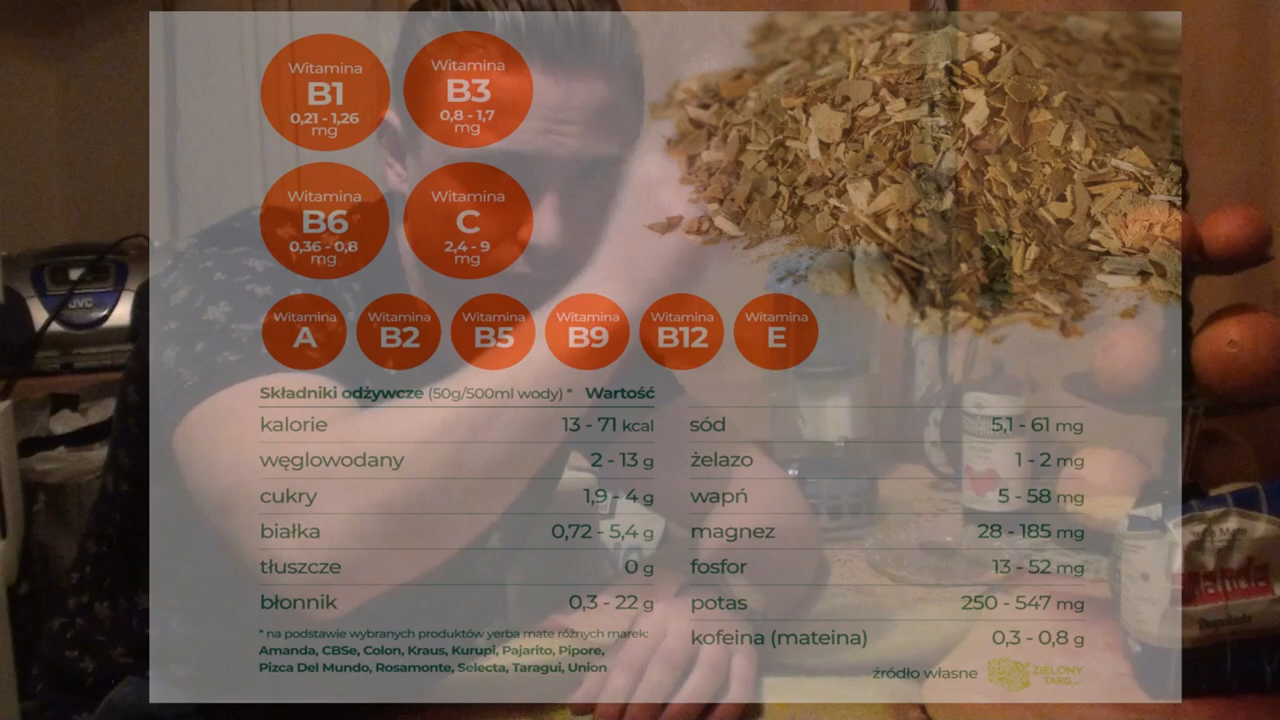 Witamina
B1
0,21 - 1,26
mg
Witamina
B3
0,8 - 1,7
mg
Witamina
B6
0,36 - 0,8
mg
Witamina
C
2,4 - 9
mg
Witamina
A
Witamina
B2
Witamina
B5
Witamina
B9
Witamina
B12
Witamina
E
Składniki odżywcze (50g/500ml wody) * Wartość
kalorie 13 - 71 kcal
węglowodany 2 - 13 g
cukry 1,9 - 4 g
białka 0,72 - 5,4 g
tłuszcze 0 g
błonnik 0,3 - 22 g
* na podstawie wybranych produktów yerba mate różnych marek:
Amanda, CBSe, Colon, Kraus, Kurupi, Pajarito, Pipore,
Pizca Del Mundo, Rosamonte, Selecta, Taragui, Union
sód 5,1 - 61 mg
żelazo 1 - 2 mg
wapń 5 - 58 mg
magnez 28 - 185 mg
fosfor 13 - 52 mg
potas 250 - 547 mg
kofeina (mateina) 0,3 - 0,8 g
źródło własne
ZIELONY
TARG
JVC